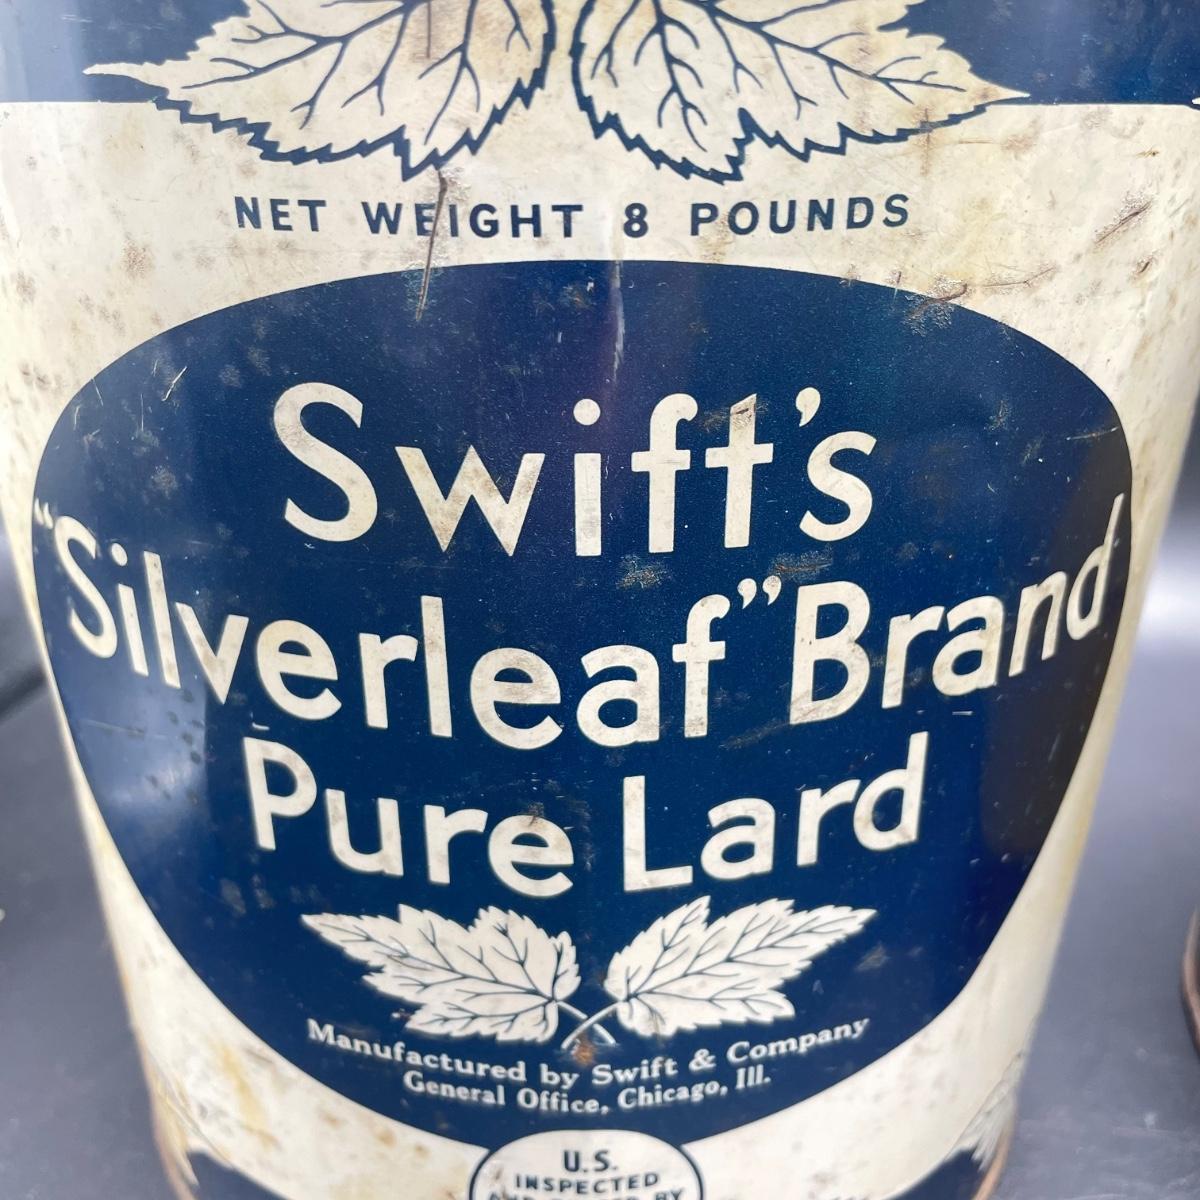 NET WEIGHT 8 POUNDS
Swift's
"Silverleaf" Brand
Pure Lard
Manufactured by Swift & Company
General Office, Chicago, Ill.
U.S.
INSPECTED